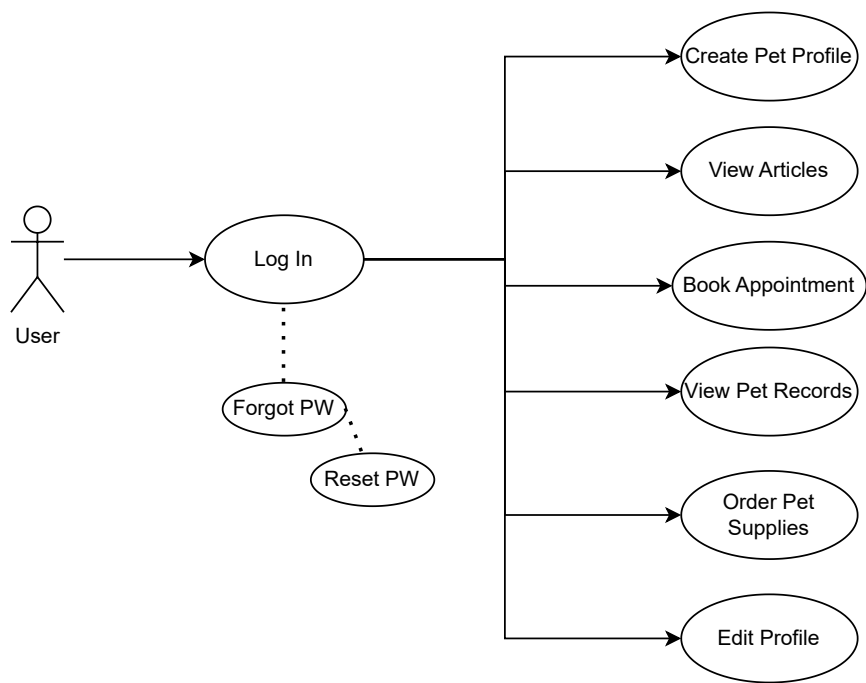 Create Pet Profile
View Articles
Log In
User
Book Appointment
Forgot PW
View Pet Records
Reset PW
Order Pet
Supplies
Edit Profile